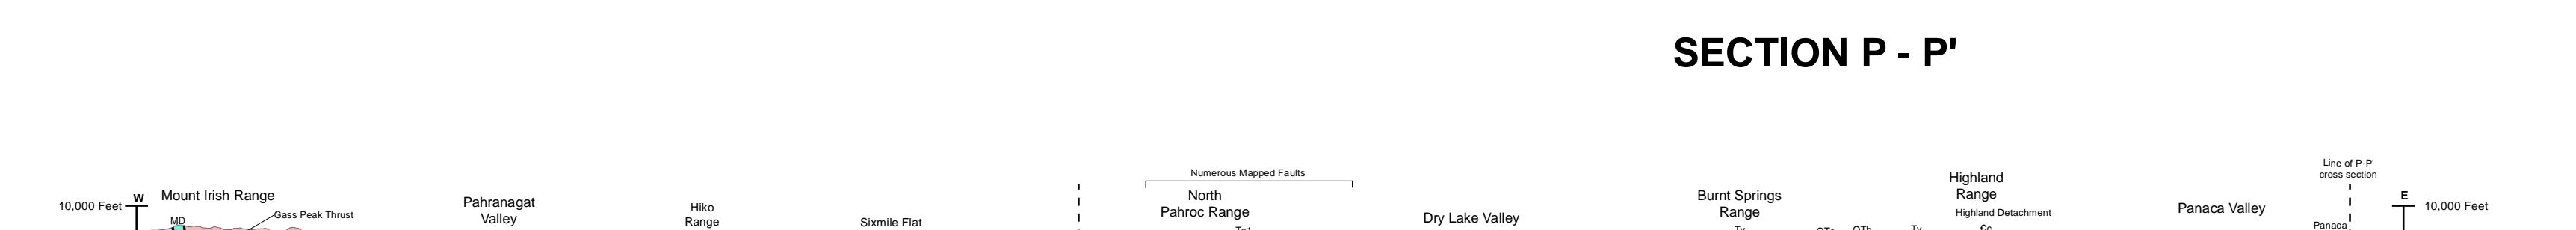 SECTION P - P'
Line of P-P'
cross section
Numerous Mapped Faults
Highland
Range
W
Mount Irish Range
North
Pahroc Range
Burnt Springs
Range
E
10,000 Feet
Pahranagat
Valley
Hiko
Range
10,000 Feet
Panaca Valley
Gass Peak Thrust
Highland Detachment
MD
Sixmile Flat
Dry Lake Valley
Panaca